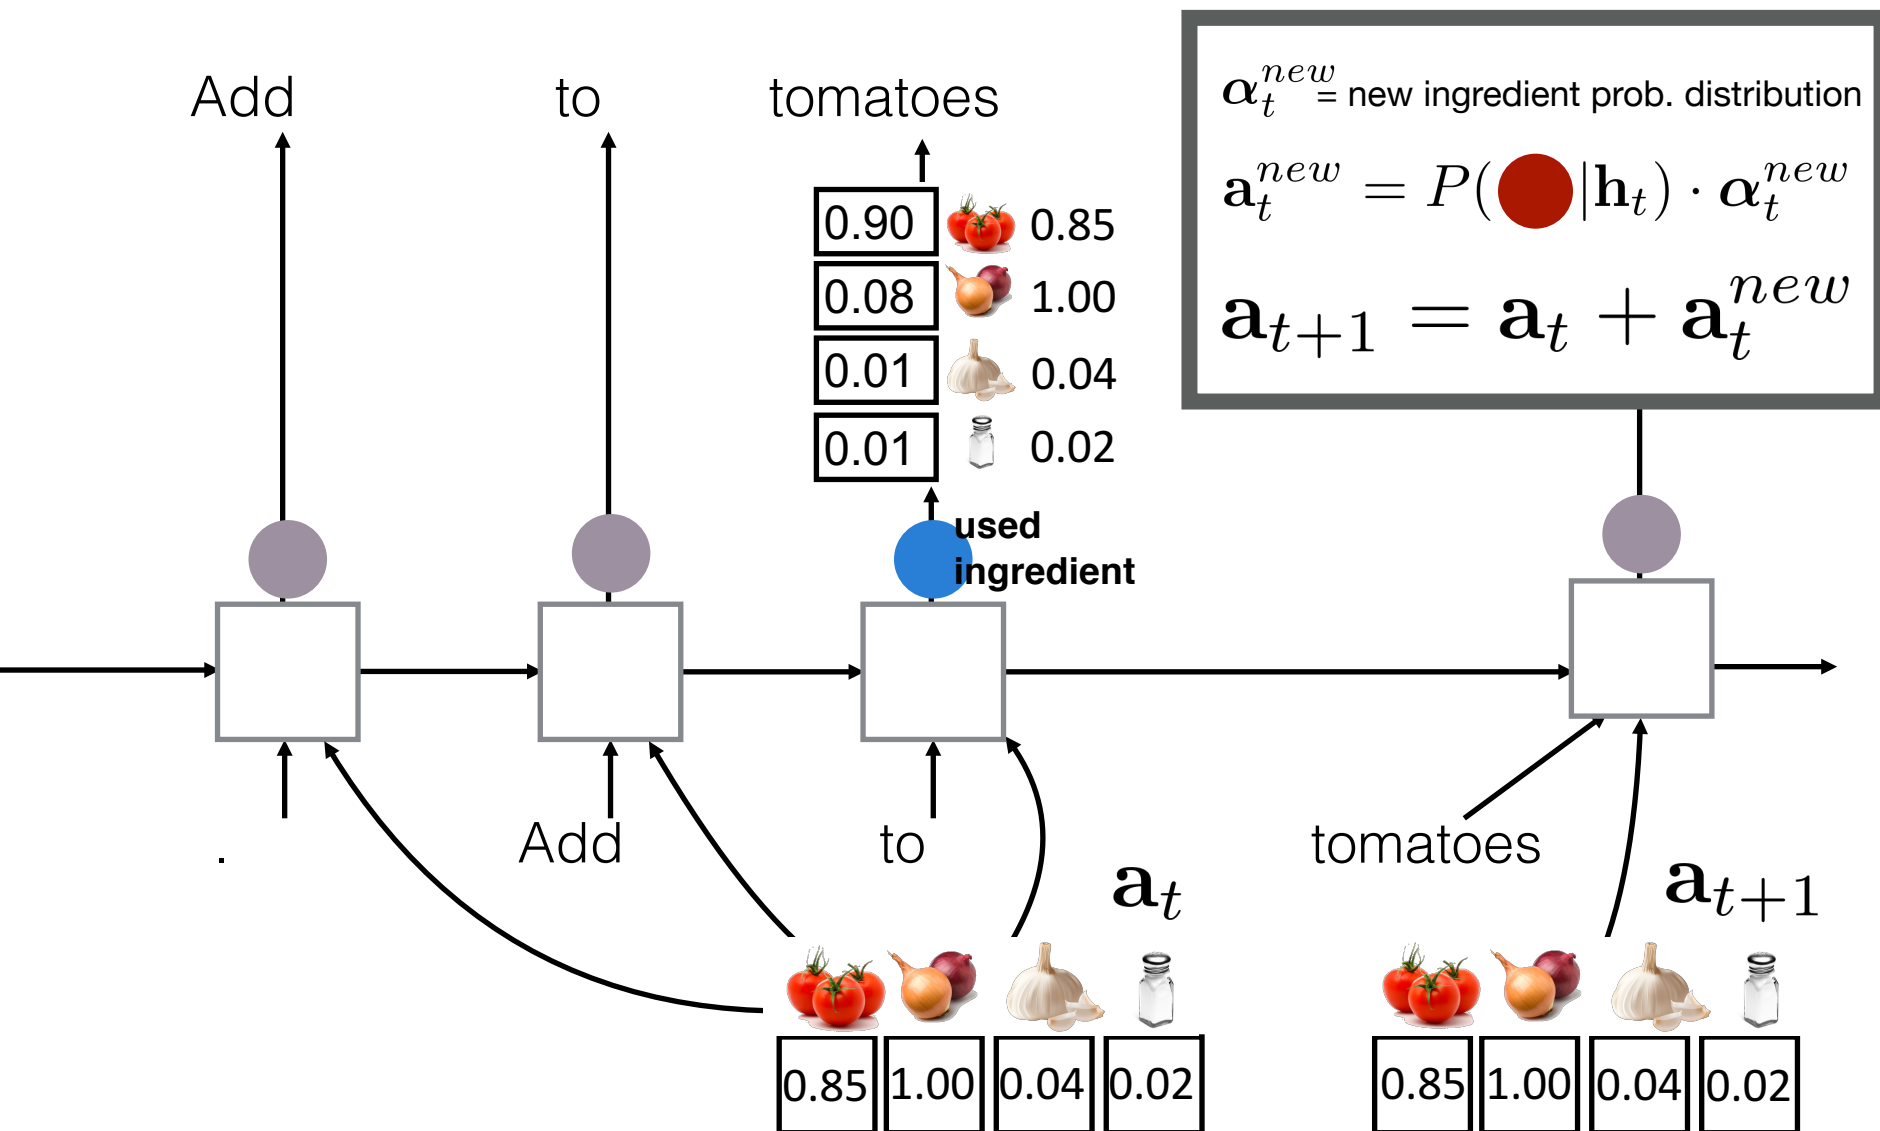 Add to tomatoes
α_t^{new} = new ingredient prob. distribution
a_t^{new} = P( |h_t) · α_t^{new}
a_{t+1} = a_t + a_t^{new}
0.90 0.85
0.08 1.00
0.01 0.04
0.01 0.02
used
ingredient
. Add to tomatoes
a_t a_{t+1}
0.85 1.00 0.04 0.02 0.85 1.00 0.04 0.02